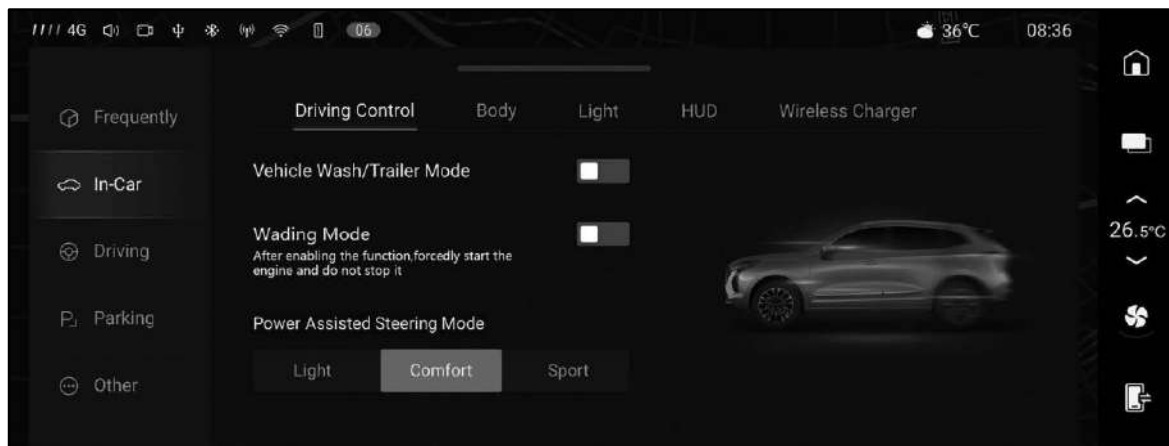 4G
06
36℃
08:36
Frequently
In-Car
Driving
Parking
Other
Driving Control
Body
Light
HUD
Wireless Charger
Vehicle Wash/Trailer Mode
Wading Mode
After enabling the function,forcedly start the
engine and do not stop it
Power Assisted Steering Mode
Light
Comfort
Sport
26.5℃